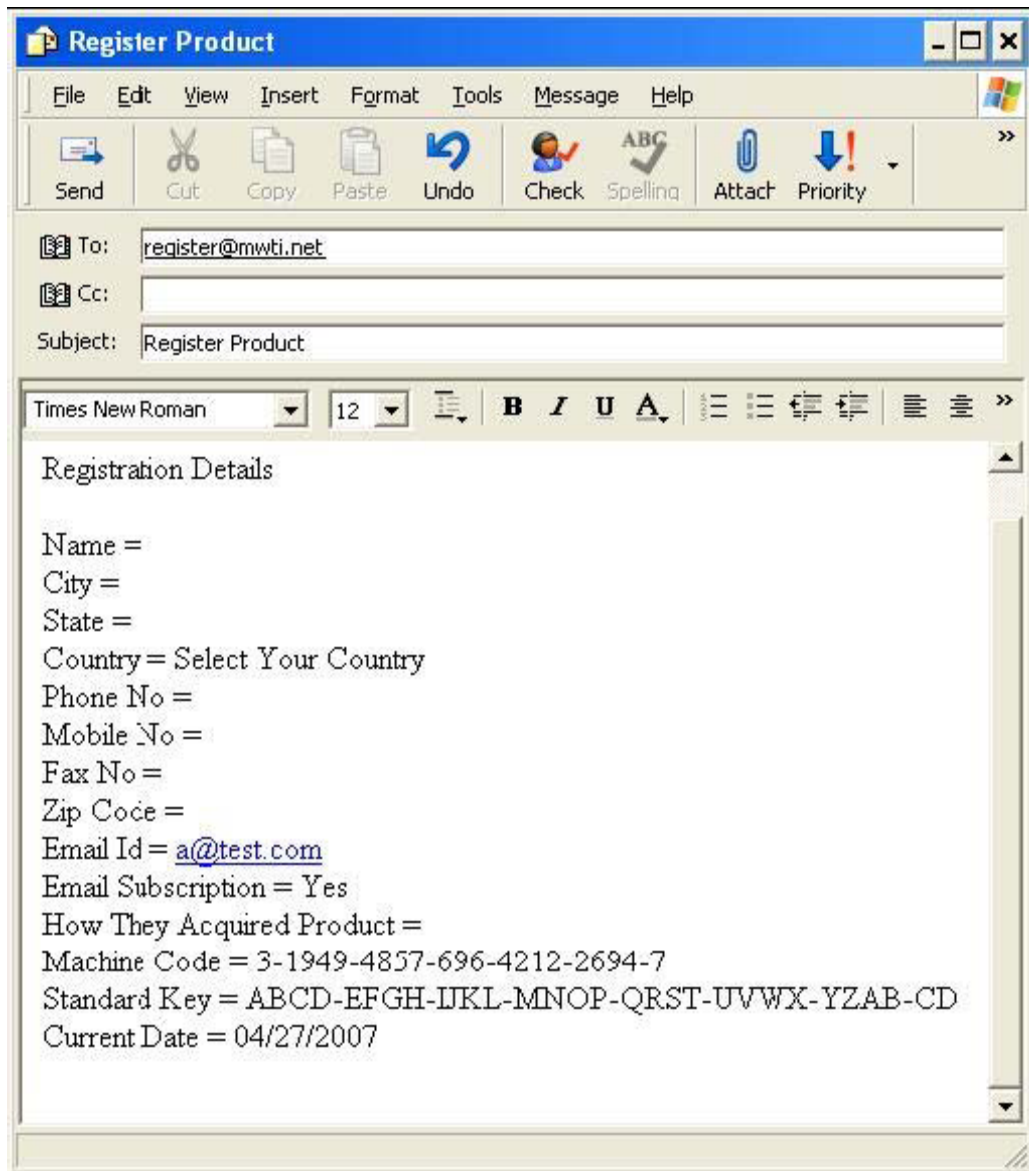 Register Product
File Edit View Insert Format Tools Message Help
Send Cut Copy Paste Undo Check ABC Spelling Attach Priority »
To: register@mwti.net
Cc:
Subject: Register Product
Times New Roman 12 B I U A »
Registration Details
Name =
City =
State =
Country = Select Your Country
Phone No =
Mobile No =
Fax No =
Zip Code =
Email Id = a@test.com
Email Subscription = Yes
How They Acquired Product =
Machine Code = 3-1949-4857-696-4212-2694-7
Standard Key = ABCD-EFGH-IJKL-MNOP-QRST-UVWX-YZAB-CD
Current Date = 04/27/2007